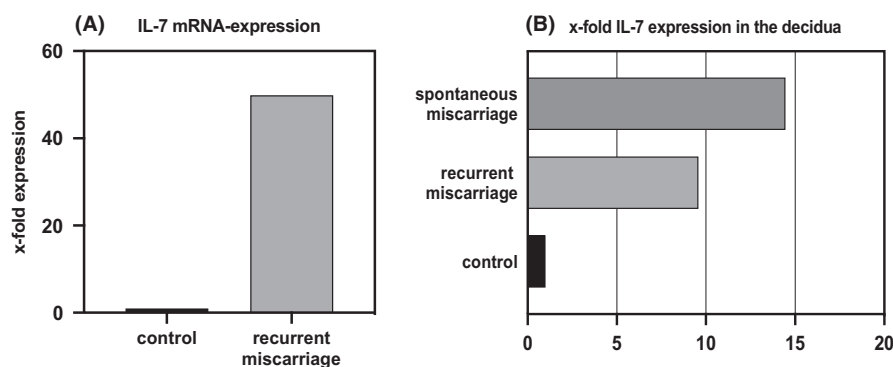 (A) IL-7 mRNA-expression
60
40
20
0
x-fold expression
control
recurrent
miscarriage
(B) x-fold IL-7 expression in the decidua
spontaneous
miscarriage
recurrent
miscarriage
control
0 5 10 15 20